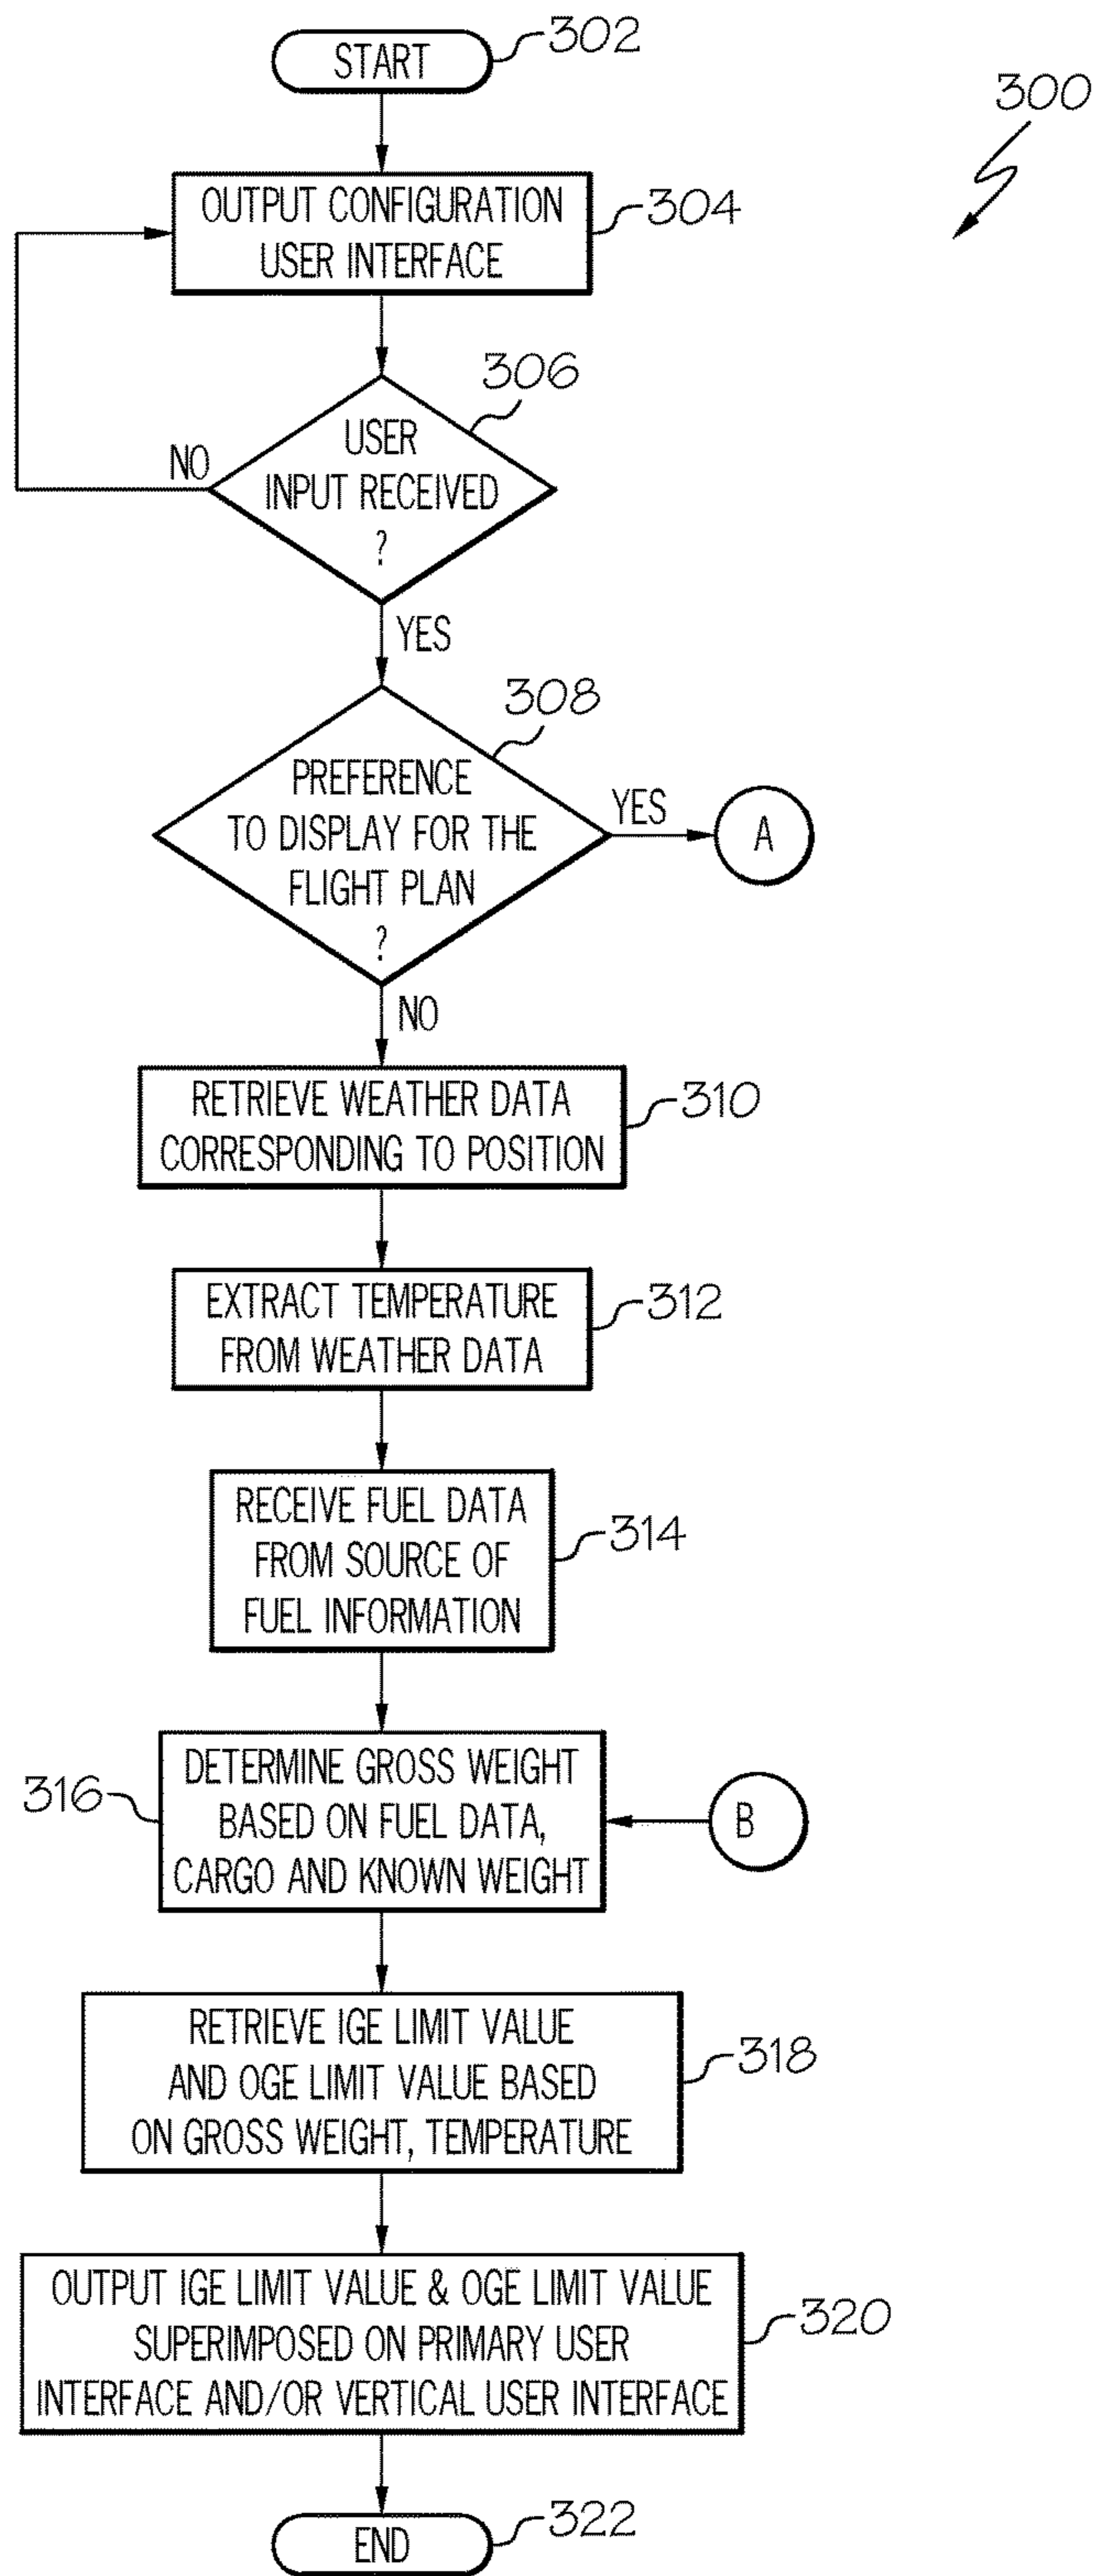 START
302
300
OUTPUT CONFIGURATION
USER INTERFACE
304
306
USER
INPUT RECEIVED
?
NO
YES
308
PREFERENCE
TO DISPLAY FOR THE
FLIGHT PLAN
?
YES
A
NO
RETRIEVE WEATHER DATA
CORRESPONDING TO POSITION
310
EXTRACT TEMPERATURE
FROM WEATHER DATA
312
RECEIVE FUEL DATA
FROM SOURCE OF
FUEL INFORMATION
314
316
DETERMINE GROSS WEIGHT
BASED ON FUEL DATA,
CARGO AND KNOWN WEIGHT
B
RETRIEVE IGE LIMIT VALUE
AND OGE LIMIT VALUE BASED
ON GROSS WEIGHT, TEMPERATURE
318
OUTPUT IGE LIMIT VALUE & OGE LIMIT VALUE
SUPERIMPOSED ON PRIMARY USER
INTERFACE AND/OR VERTICAL USER INTERFACE
320
END
322